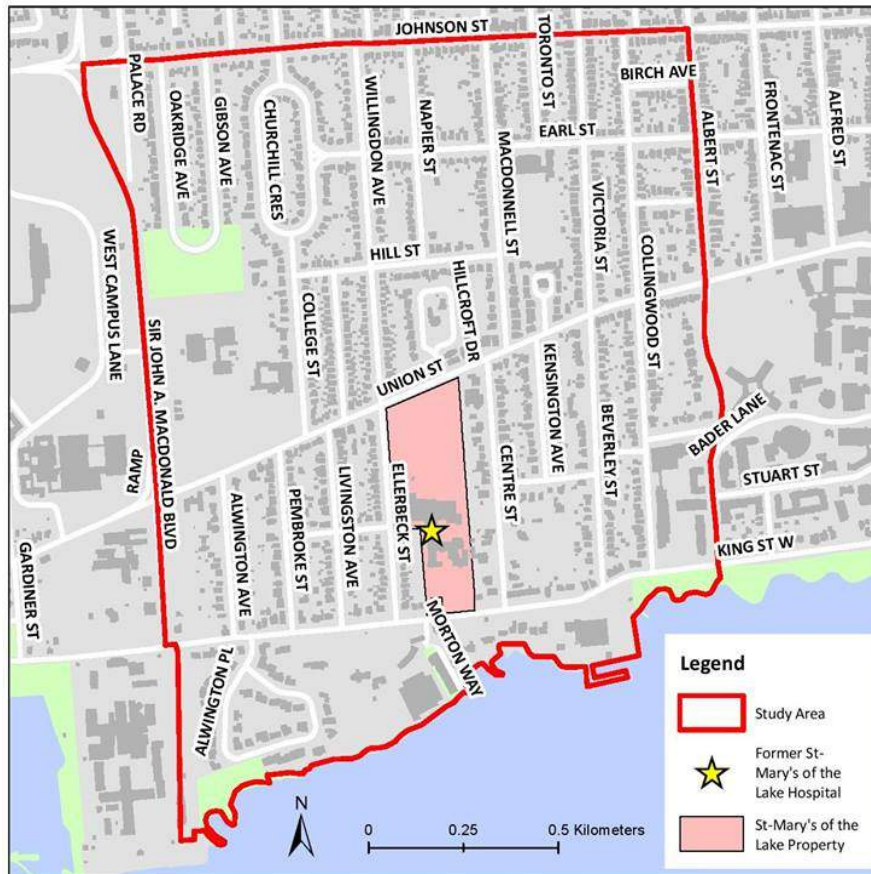 JOHNSON ST
PALACE RD
OAKRIDGE AVE
GIBSON AVE
CHURCHILL CRES
WILLINGDON AVE
NAPIER ST
TORONTO ST
BIRCH AVE
EARL ST
MACDONNELL ST
VICTORIA ST
ALBERT ST
FRONTENAC ST
ALFRED ST
WEST CAMPUS LANE
HILL ST
HILLCROFT DR
COLLINGWOOD ST
COLLEGE ST
SIR JOHN A. MACDONALD BLVD
UNION ST
KENSINGTON AVE
BEVERLEY ST
BADER LANE
RAMP
CENTRE ST
STUART ST
ALWINGTON AVE
PEMBROKE ST
LIVINGSTON AVE
ELLERBECK ST
GARDINER ST
KING ST W
MORTON WAY
ALWINGTON PL
Legend
Study Area
Former St-
Mary's of the
Lake Hospital
St-Mary's of the
Lake Property
N
0 0.25 0.5 Kilometers